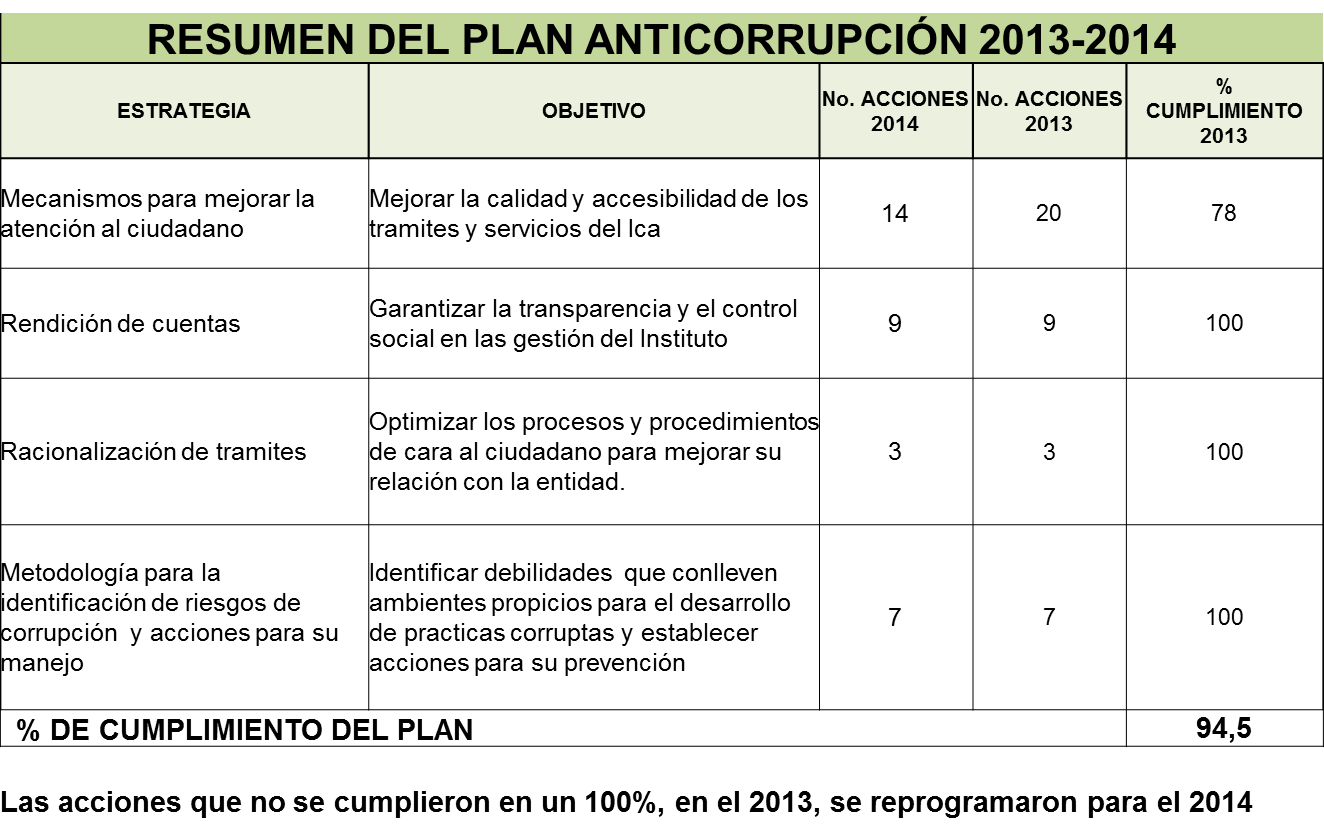 RESUMEN DEL PLAN ANTICORRUPCIÓN 2013-2014
ESTRATEGIA
OBJETIVO
No. ACCIONES
2014
No. ACCIONES
2013
%
CUMPLIMIENTO
2013
Mecanismos para mejorar la
atención al ciudadano
Mejorar la calidad y accesibilidad de los
tramites y servicios del Ica
14
20
78
Rendición de cuentas
Garantizar la transparencia y el control
social en las gestión del Instituto
9
9
100
Racionalización de tramites
Optimizar los procesos y procedimientos
de cara al ciudadano para mejorar su
relación con la entidad.
3
3
100
Metodología para la
identificación de riesgos de
corrupción y acciones para su
manejo
Identificar debilidades que conlleven
ambientes propicios para el desarrollo
de practicas corruptas y establecer
acciones para su prevención
7
7
100
% DE CUMPLIMIENTO DEL PLAN
94,5
Las acciones que no se cumplieron en un 100%, en el 2013, se reprogramaron para el 2014